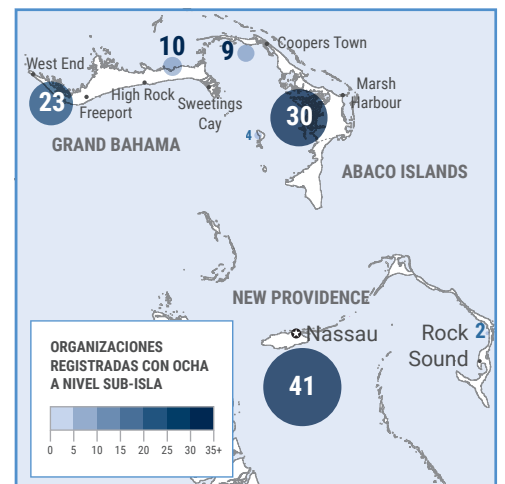 10
9
Coopers Town
West End
23
High Rock
Freeport
Sweetings
Cay
30
Marsh
Harbour
4
GRAND BAHAMA
ABACO ISLANDS
NEW PROVIDENCE
Nassau
Rock 2
Sound
41
ORGANIZACIONES
REGISTRADAS CON OCHA
A NIVEL SUB-ISLA
0 5 10 15 20 25 30 35+